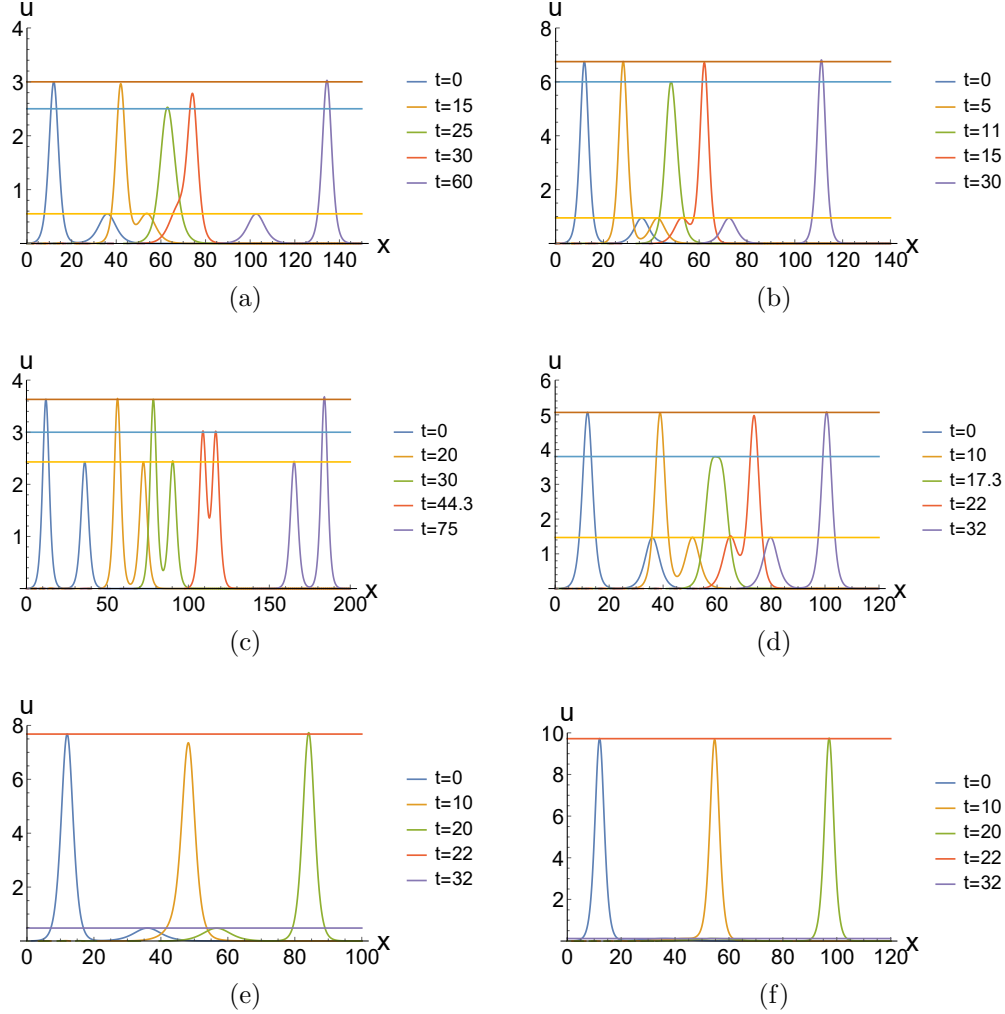 u
4
3
2
1
0 20 40 60 80 100 120 140 x
t=0
t=15
t=25
t=30
t=60
(a)
u
8
6
4
2
0 20 40 60 80 100 120 140 x
t=0
t=5
t=11
t=15
t=30
(b)
u
4
3
2
1
0 50 100 150 200 x
t=0
t=20
t=30
t=44.3
t=75
(c)
u
6
5
4
3
2
1
0 20 40 60 80 100 120 x
t=0
t=10
t=17.3
t=22
t=32
(d)
u
8
6
4
2
0 20 40 60 80 100 x
t=0
t=10
t=20
t=22
t=32
(e)
u
10
8
6
4
2
0 20 40 60 80 100 120 x
t=0
t=10
t=20
t=22
t=32
(f)